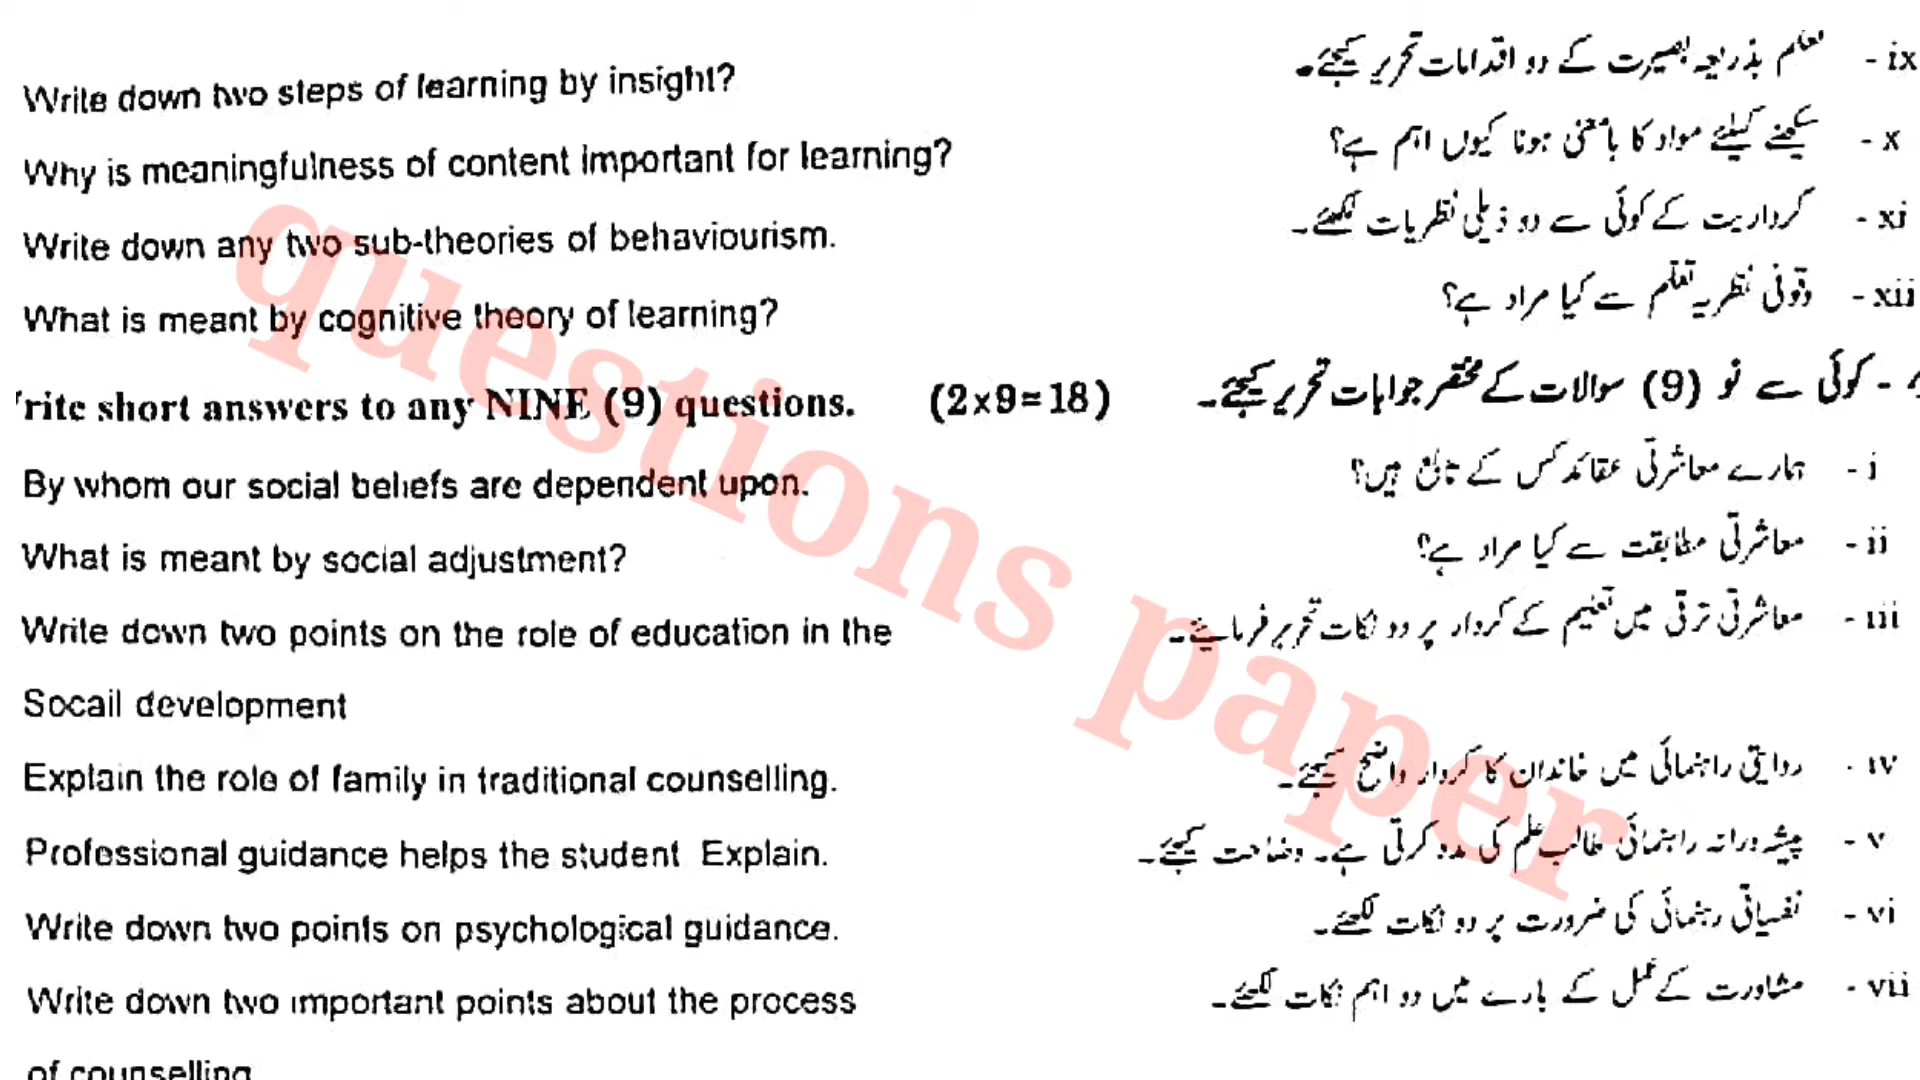 Write down two steps of learning by insight? تعلم بذریعہ بصیرت کے دو اقدامات تحریر کیجئے۔ - ix
Why is meaningfulness of content important for learning? سیکھنے کیلئے مواد کا بامعنی ہونا کیوں اہم ہے؟ - x
Write down any two sub-theories of behaviourism. کرداریت کے کوئی سے دو ذیلی نظریات لکھئے۔ - xi
What is meant by cognitive theory of learning? وقوفی نظریہ تعلم سے کیا مراد ہے؟ - xii
rite short answers to any NINE (9) questions. (2x9=18) کوئی سے نو (9) سوالات کے مختصر جوابات تحریر کیجئے۔ -
By whom our social beliefs are dependent upon. ہمارے معاشرتی عقائد کس کے تابع ہیں؟ - i
What is meant by social adjustment? معاشرتی مطابقت سے کیا مراد ہے؟ - ii
Write down two points on the role of education in the معاشرتی ترقی میں تعلیم کے کردار پر دو نکات تحریر فرمایئے۔ - iii
Socail development
Explain the role of family in traditional counselling. روایتی راہنمائی میں خاندان کا کردار واضح کیجئے۔ - iv
Professional guidance helps the student Explain. پیشہ ورانہ راہنمائی طالب علم کی مدد کرتی ہے۔ وضاحت کیجئے۔ - v
Write down two points on psychological guidance. نفسیاتی رہنمائی کی ضرورت پر دو نکات لکھئے۔ - vi
Write down two important points about the process مشاورت کے عمل کے بارے میں دو اہم نکات لکھئے۔ - vii
of counselling
questions paper